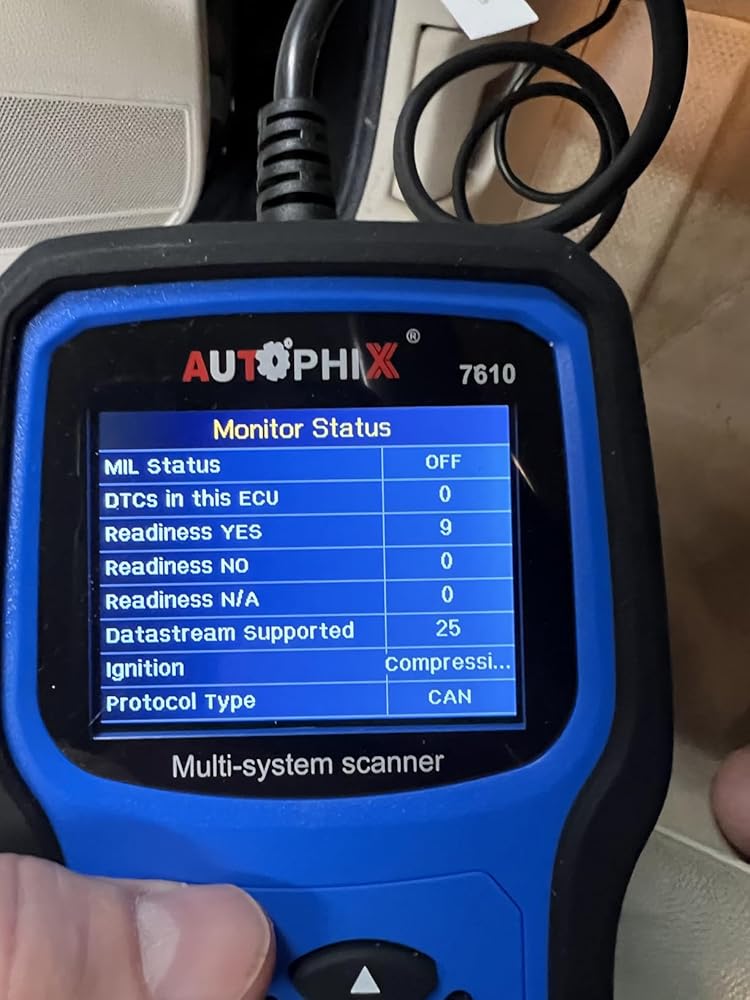 AUTOPHIX®
7610
Monitor Status
MIL Status OFF
DTCs in this ECU 0
Readiness YES 9
Readiness NO 0
Readiness N/A 0
Datastream Supported 25
Ignition Compressi...
Protocol Type CAN
Multi-system scanner